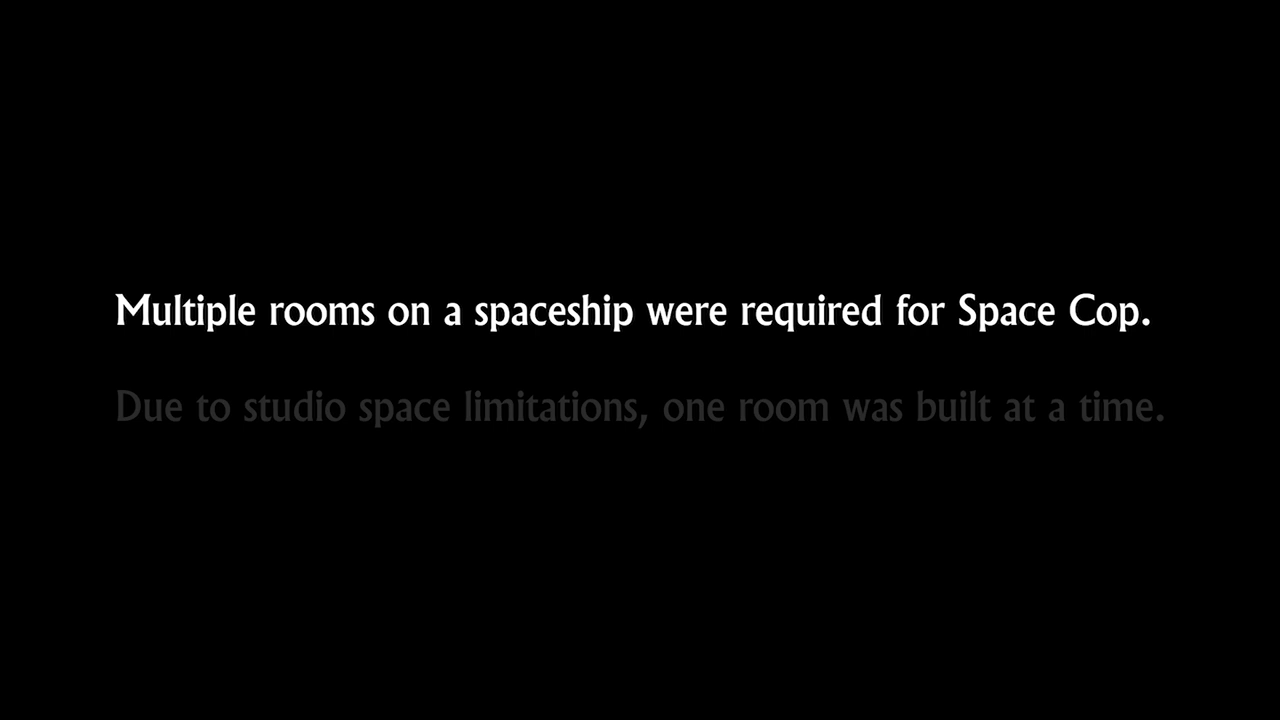 Multiple rooms on a spaceship were required for Space Cop.
Due to studio space limitations, one room was built at a time.